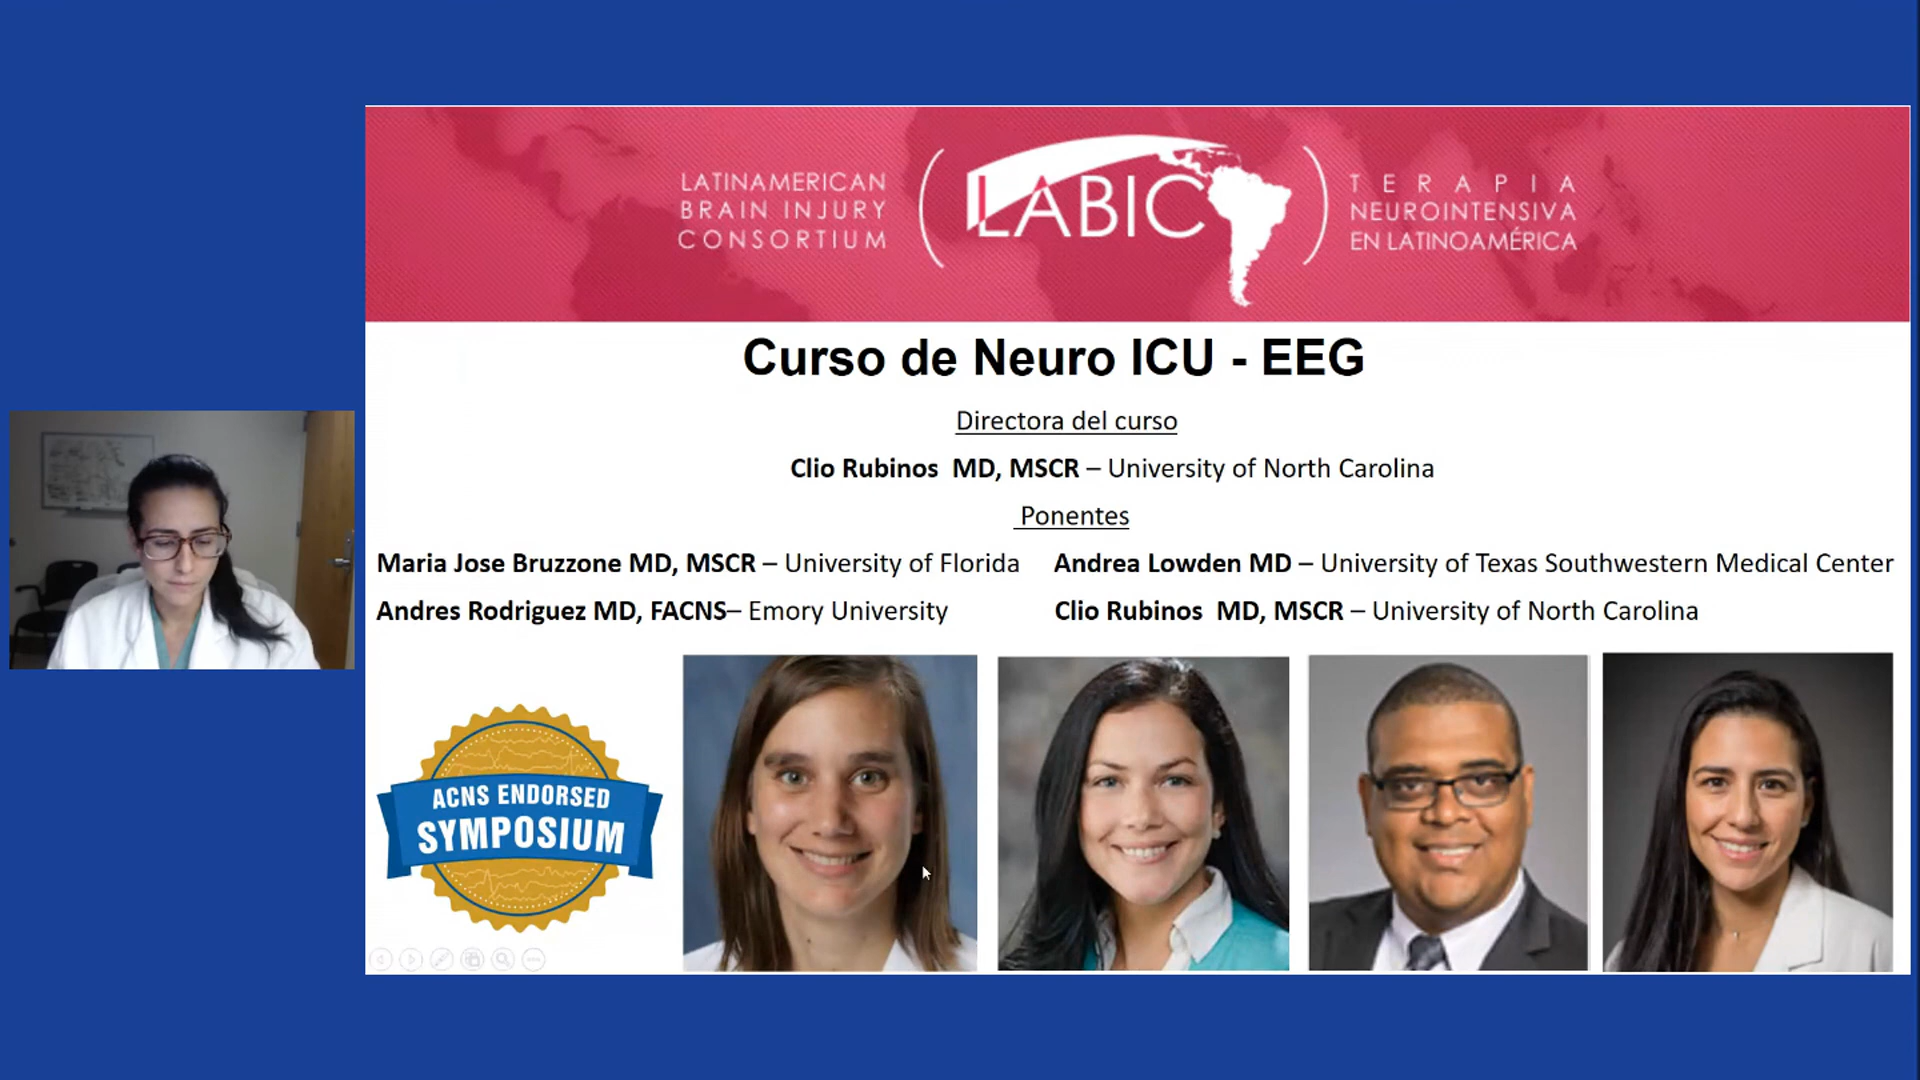 LATINAMERICAN
BRAIN INJURY
CONSORTIUM
LABIC
TERAPIA
NEUROINTENSIVA
EN LATINOAMÉRICA
Curso de Neuro ICU - EEG
Directora del curso
Clio Rubinos MD, MSCR – University of North Carolina
Ponentes
Maria Jose Bruzzone MD, MSCR – University of Florida
Andrea Lowden MD – University of Texas Southwestern Medical Center
Andres Rodriguez MD, FACNS– Emory University
Clio Rubinos MD, MSCR – University of North Carolina
ACNS ENDORSED
SYMPOSIUM